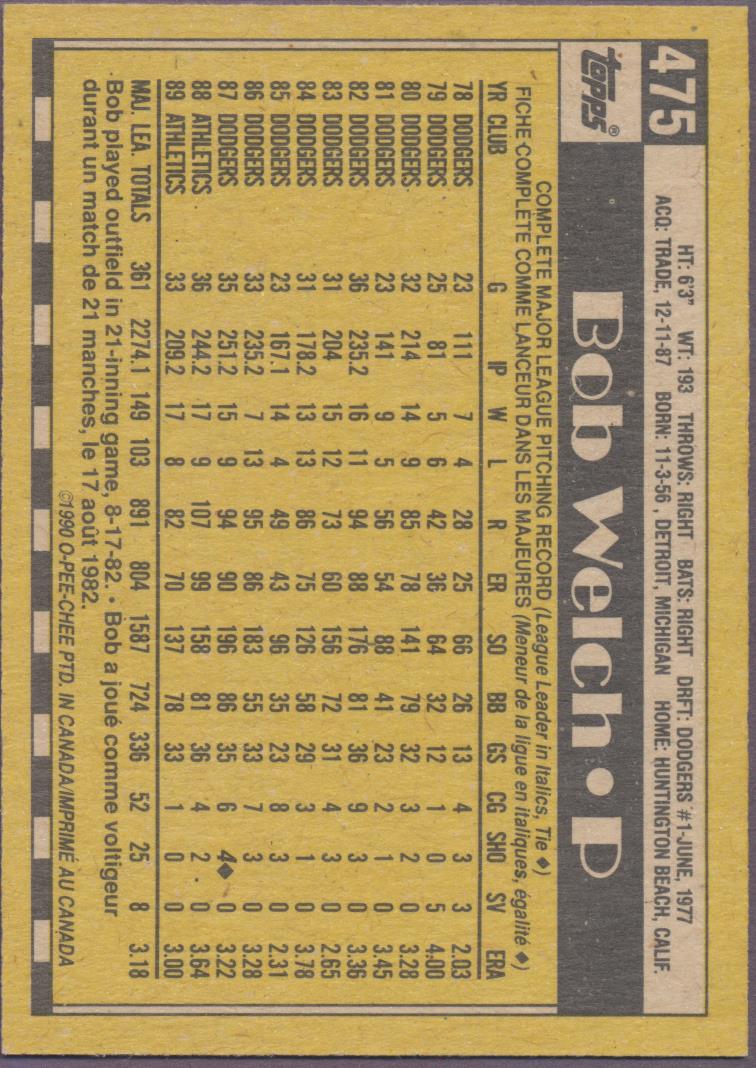 475
HT: 6'3" WT: 193 THROWS: RIGHT BATS: RIGHT DRFT: DODGERS #1-JUNE, 1977
ACQ: TRADE, 12-11-87 BORN: 11-3-56, DETROIT, MICHIGAN HOME: HUNTINGTON BEACH, CALIF.
topps®
Bob Welch • P
COMPLETE MAJOR LEAGUE PITCHING RECORD (League Leader in Italics, Tie ♦)
FICHE COMPLÈTE COMME LANCEUR DANS LES MAJEURES (Meneur de la ligue en italiques, égalité ♦)
YR CLUB G IP W L R ER SO BB GS CG SHO SV ERA
78 DODGERS 23 111 7 4 28 25 66 26 13 4 3 3 2.03
79 DODGERS 25 81 5 6 42 36 64 32 12 1 0 5 4.00
80 DODGERS 32 214 14 9 85 78 141 79 32 3 2 0 3.28
81 DODGERS 23 141 9 5 56 54 88 41 23 2 1 0 3.45
82 DODGERS 36 235.2 16 11 94 88 176 81 36 9 3 0 3.36
83 DODGERS 31 204 15 12 73 60 156 72 31 4 3 0 2.65
84 DODGERS 31 178.2 13 13 86 75 126 58 29 3 1 0 3.78
85 DODGERS 23 167.1 14 4 49 43 96 35 23 8 3 0 2.31
86 DODGERS 33 235.2 7 13 95 86 183 55 33 7 3 0 3.28
87 DODGERS 35 251.2 15 9 94 90 196 86 35 6 4♦ 0 3.22
88 ATHLETICS 36 244.2 17 9 107 99 158 81 36 4 2 0 3.64
89 ATHLETICS 33 209.2 17 8 82 70 137 78 33 1 0 0 3.00
MAJ. LEA. TOTALS 361 2274.1 149 103 891 804 1587 724 336 52 25 8 3.18
Bob played outfield in 21-inning game, 8-17-82. • Bob a joué comme voltigeur
durant un match de 21 manches, le 17 août 1982.
©1990 O-PEE-CHEE PTD. IN CANADA/IMPRIMÉ AU CANADA